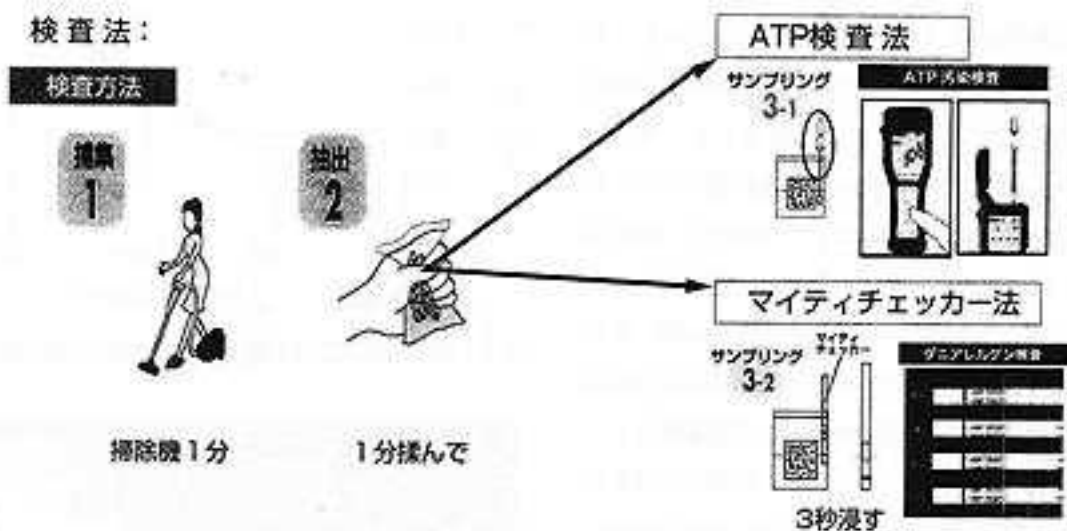 検査法：
検査方法
捕集
1
抽出
2
掃除機1分
1分揉んで
ATP検査法
サンプリング
3-1
ATP汚染検査
マイティチェッカー法
サンプリング
3-2
マイティ
チェッカー
ダニアレルゲン検査
3秒浸す